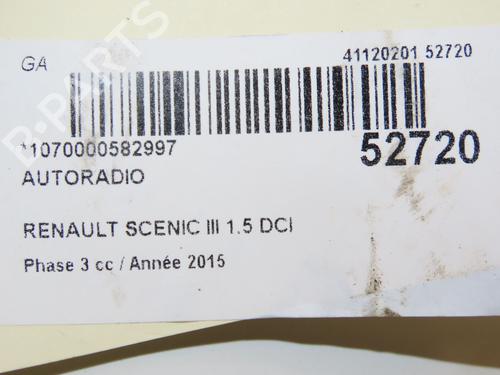 GA
41120201 52720
*1070000582997
52720
AUTORADIO
RENAULT SCENIC III 1.5 DCI
Phase 3 cc / Année 2015
B-PARTS